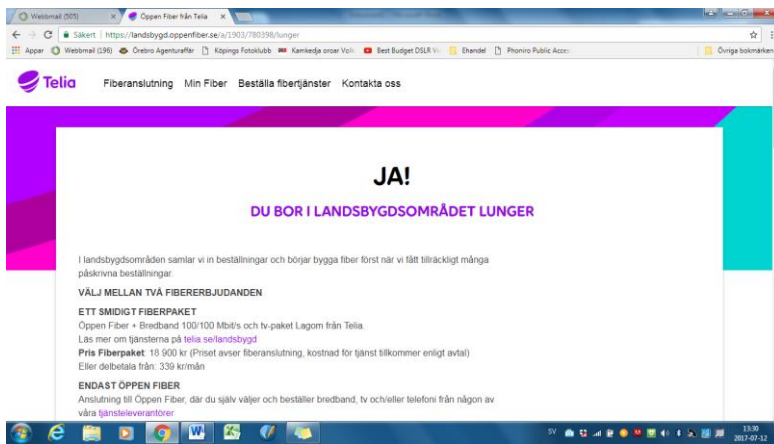 Webbmail (505)
Öppen Fiber från Telia
Säkert | https://landsbygd.oppenfiber.se/a/1903/780398/lunger
Appar Webbmail (196) Örebro Agenturaffär Köpings Fotoklubb Kamkedja oroar Best Budget DSLR Ehandel Phoniro Public Acce Övriga bokmärken
Telia Fiberanslutning Min Fiber Beställa fibertjänster Kontakta oss
JA!
DU BOR I LANDSBYGDSOMRÅDET LUNGER
I landsbygdsområden samlar vi in beställningar och börjar bygga fiber först när vi fått tillräckligt många
påskrivna beställningar.
VÄLJ MELLAN TVÅ FIBERERBJUDANDEN
ETT SMIDIGT FIBERPAKET
Öppen Fiber + Bredband 100/100 Mbit/s och tv-paket Lagom från Telia.
Läs mer om tjänsterna på telia.se/landsbygd
Pris Fiberpaket: 18 900 kr (Priset avser fiberanslutning, kostnad för tjänst tillkommer enligt avtal)
Eller delbetala från: 339 kr/mån
ENDAST ÖPPEN FIBER
Anslutning till Öppen Fiber, där du själv väljer och beställer bredband, tv och/eller telefoni från någon av
våra tjänsteleverantörer
SV
13:30
2017-07-12